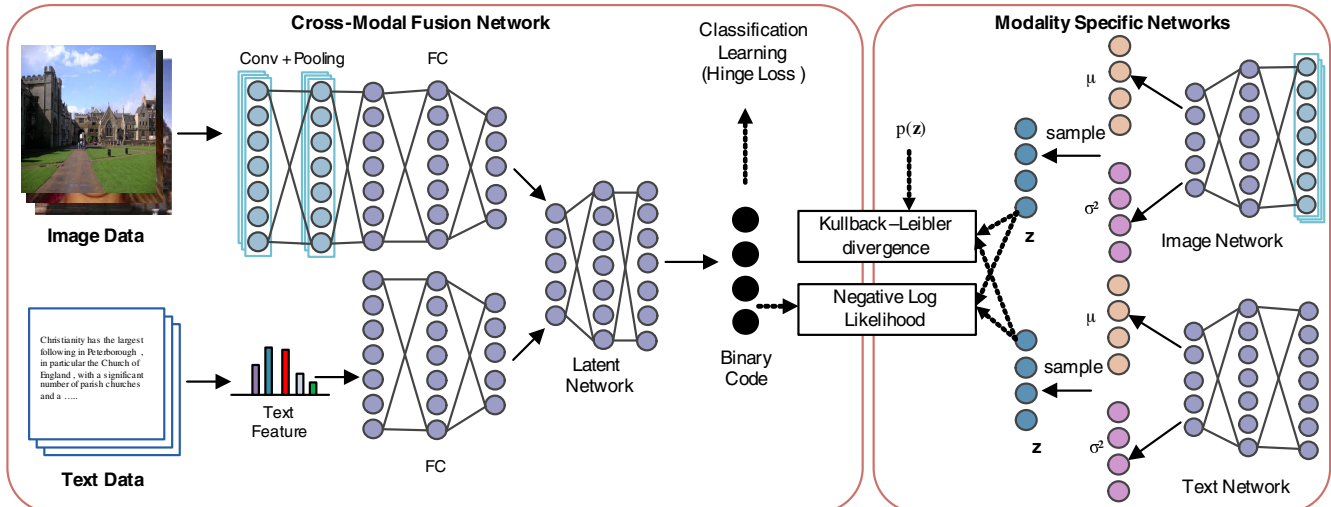 Cross-Modal Fusion Network
Conv + Pooling
FC
Image Data
Christianity has the largest
following in Peterborough ,
in particular the Church of
England , with a significant
number of parish churches
and a .....
Text Data
Text
Feature
FC
Latent
Network
Classification
Learning
(Hinge Loss )
Binary
Code
Modality Specific Networks
p(z)
Kullback–Leibler
divergence
Negative Log
Likelihood
z
sample
μ
σ²
Image Network
z
sample
μ
σ²
Text Network